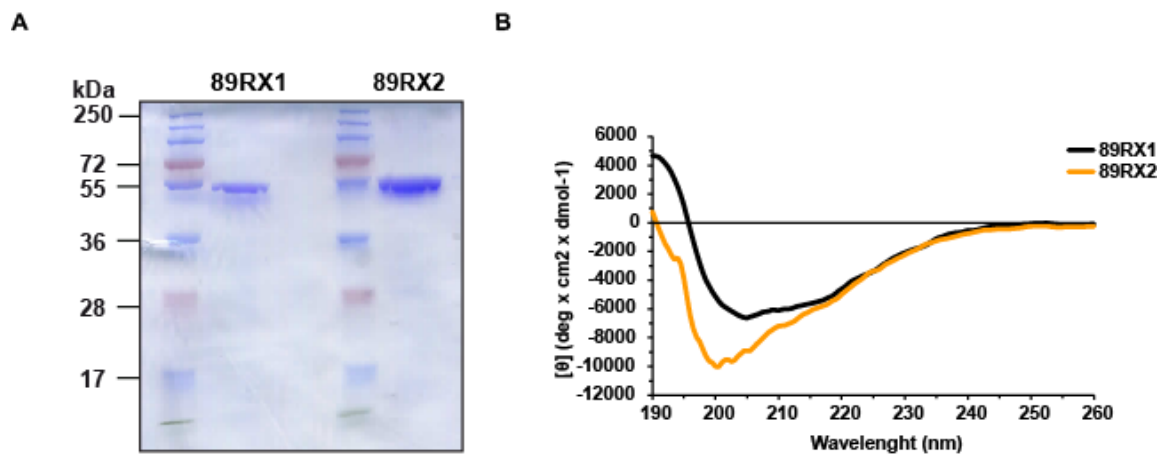 A
B
kDa
89RX1
89RX2
250
72
55
36
28
17
6000
4000
2000
0
-2000
-4000
-6000
-8000
-10000
-12000
[θ] (deg x cm2 x dmol-1)
89RX1
89RX2
190
200
210
220
230
240
250
260
Wavelenght (nm)